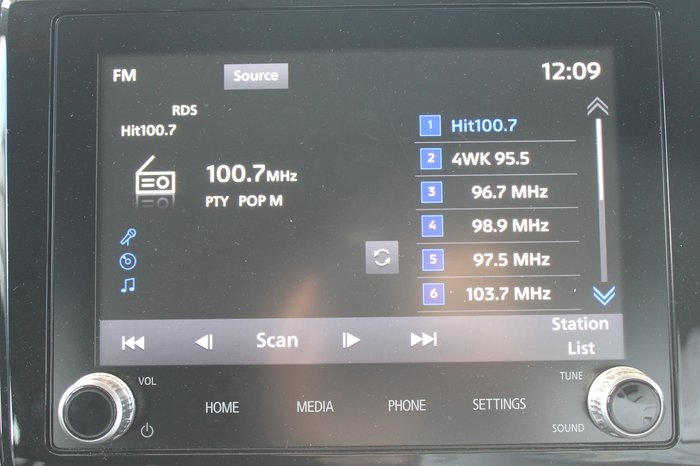 FM
Source
12:09
RDS
Hit100.7
100.7MHz
PTY POP M
1 Hit100.7
2 4WK 95.5
3 96.7 MHz
4 98.9 MHz
5 97.5 MHz
6 103.7 MHz
Scan
Station
List
VOL
HOME
MEDIA
PHONE
SETTINGS
TUNE
SOUND